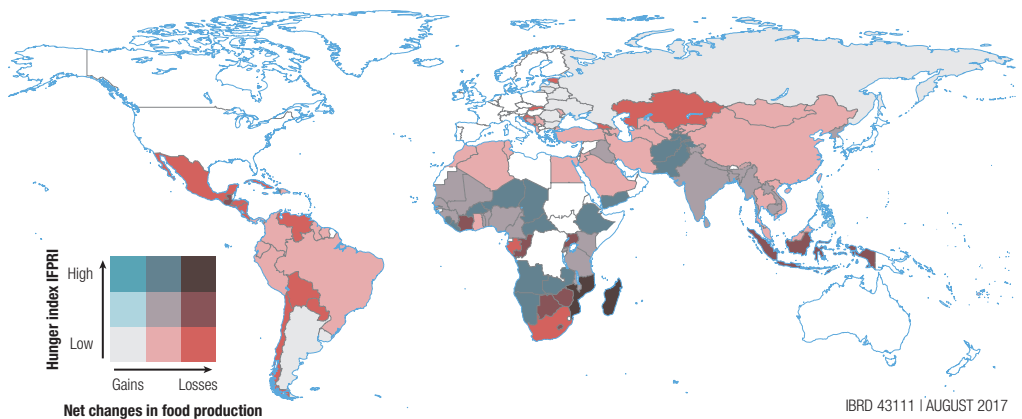 Hunger index IFPRI
High
Low
Gains Losses
Net changes in food production
IBRD 43111 | AUGUST 2017